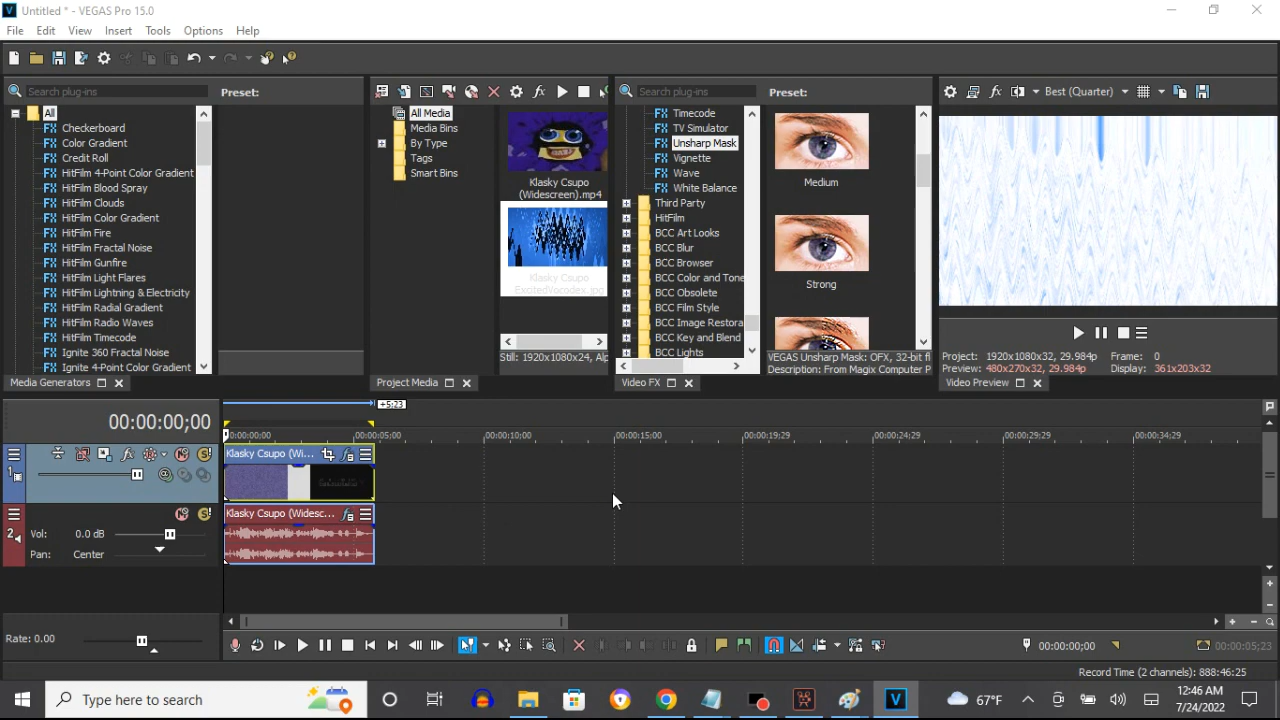 Untitled * - VEGAS Pro 15.0
File Edit View Insert Tools Options Help
Search plug-ins
Preset:
All
Checkerboard
Color Gradient
Credit Roll
HitFilm 4-Point Color Gradient
HitFilm Blood Spray
HitFilm Clouds
HitFilm Color Gradient
HitFilm Fire
HitFilm Fractal Noise
HitFilm Gunfire
HitFilm Light Flares
HitFilm Lightning & Electricity
HitFilm Radial Gradient
HitFilm Radio Waves
HitFilm Timecode
Ignite 360 Fractal Noise
Ignite 4-Point Color Gradient
Media Generators
All Media
Media Bins
By Type
Tags
Smart Bins
Klasky Csupo
(Widescreen).mp4
Klasky Csupo
ExcitedVocodex.jpg
Still: 1920x1080x24, Alp
Project Media
Search plug-ins
Preset:
Timecode
TV Simulator
Unsharp Mask
Vignette
Wave
White Balance
Third Party
HitFilm
BCC Art Looks
BCC Blur
BCC Browser
BCC Color and Tone
BCC Obsolete
BCC Film Style
BCC Image Restora
BCC Key and Blend
BCC Lights
Medium
Strong
VEGAS Unsharp Mask: OFX, 32-bit fl
Description: From Magix Computer P
Video FX
Best (Quarter)
Project: 1920x1080x32, 29.984p Frame: 0
Preview: 480x270x32, 29.984p Display: 361x203x32
Video Preview
+5:23
00:00:00;00
00:00:00;00 00:00:05;00 00:00:10;00 00:00:15;00 00:00:19;29 00:00:24;29 00:00:29;29 00:00:34;29
1
Klasky Csupo (Wi...
2
Klasky Csupo (Widesc...
Vol: 0.0 dB
Pan: Center
Rate: 0.00
00:00:00;00
00:00:05;23
Record Time (2 channels): 888:46:25
Type here to search
67°F
12:46 AM
7/24/2022